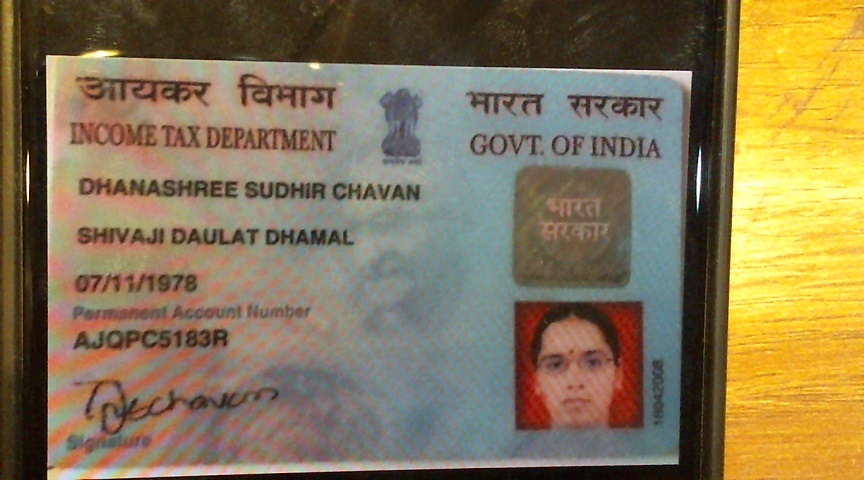 आयकर विभाग
भारत सरकार
INCOME TAX DEPARTMENT
GOVT. OF INDIA
DHANASHREE SUDHIR CHAVAN
SHIVAJI DAULAT DHAMAL
07/11/1978
Permanent Account Number
AJQPC5183R
Signature
भारत
सरकार
18042008